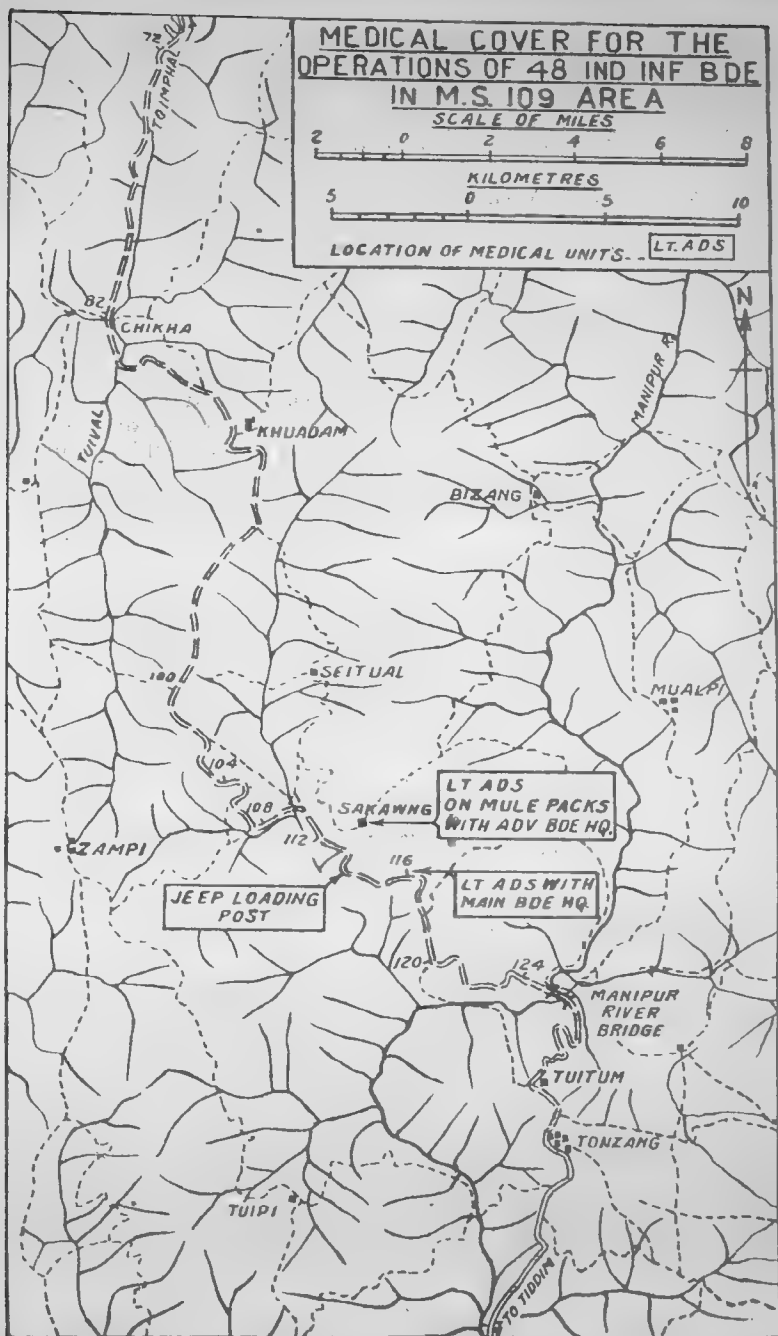 MEDICAL COVER FOR THE
OPERATIONS OF 48 IND INF BDE
IN M.S. 109 AREA
SCALE OF MILES
2 0 2 4 6 8
KILOMETRES
5 0 5 10
LOCATION OF MEDICAL UNITS__ LT. ADS
72
TO IMPHAL
N
82
CHIKHA
MANIPUR R.
TUIVAL
KHUADAM
BIZANG
SEITUAL
100
MUALPI
104
LT ADS
ON MULE PACKS
WITH ADV BDE HQ.
108
SAKAWNG
112
ZAMPI
116
JEEP LOADING
POST
LT ADS WITH
MAIN BDE HQ.
120
124
MANIPUR
RIVER
BRIDGE
TUITUM
TONZANG
TUIPI
TO TIDDIM